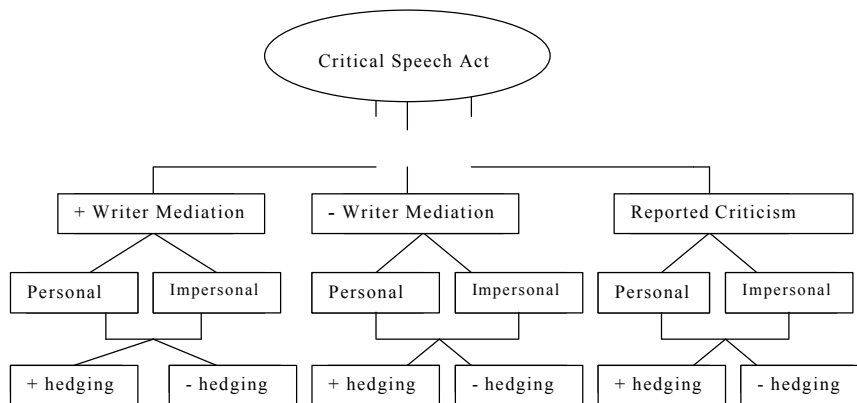 Critical Speech Act
+ Writer Mediation
- Writer Mediation
Reported Criticism
Personal
Impersonal
Personal
Impersonal
Personal
Impersonal
+ hedging
- hedging
+ hedging
- hedging
+ hedging
- hedging